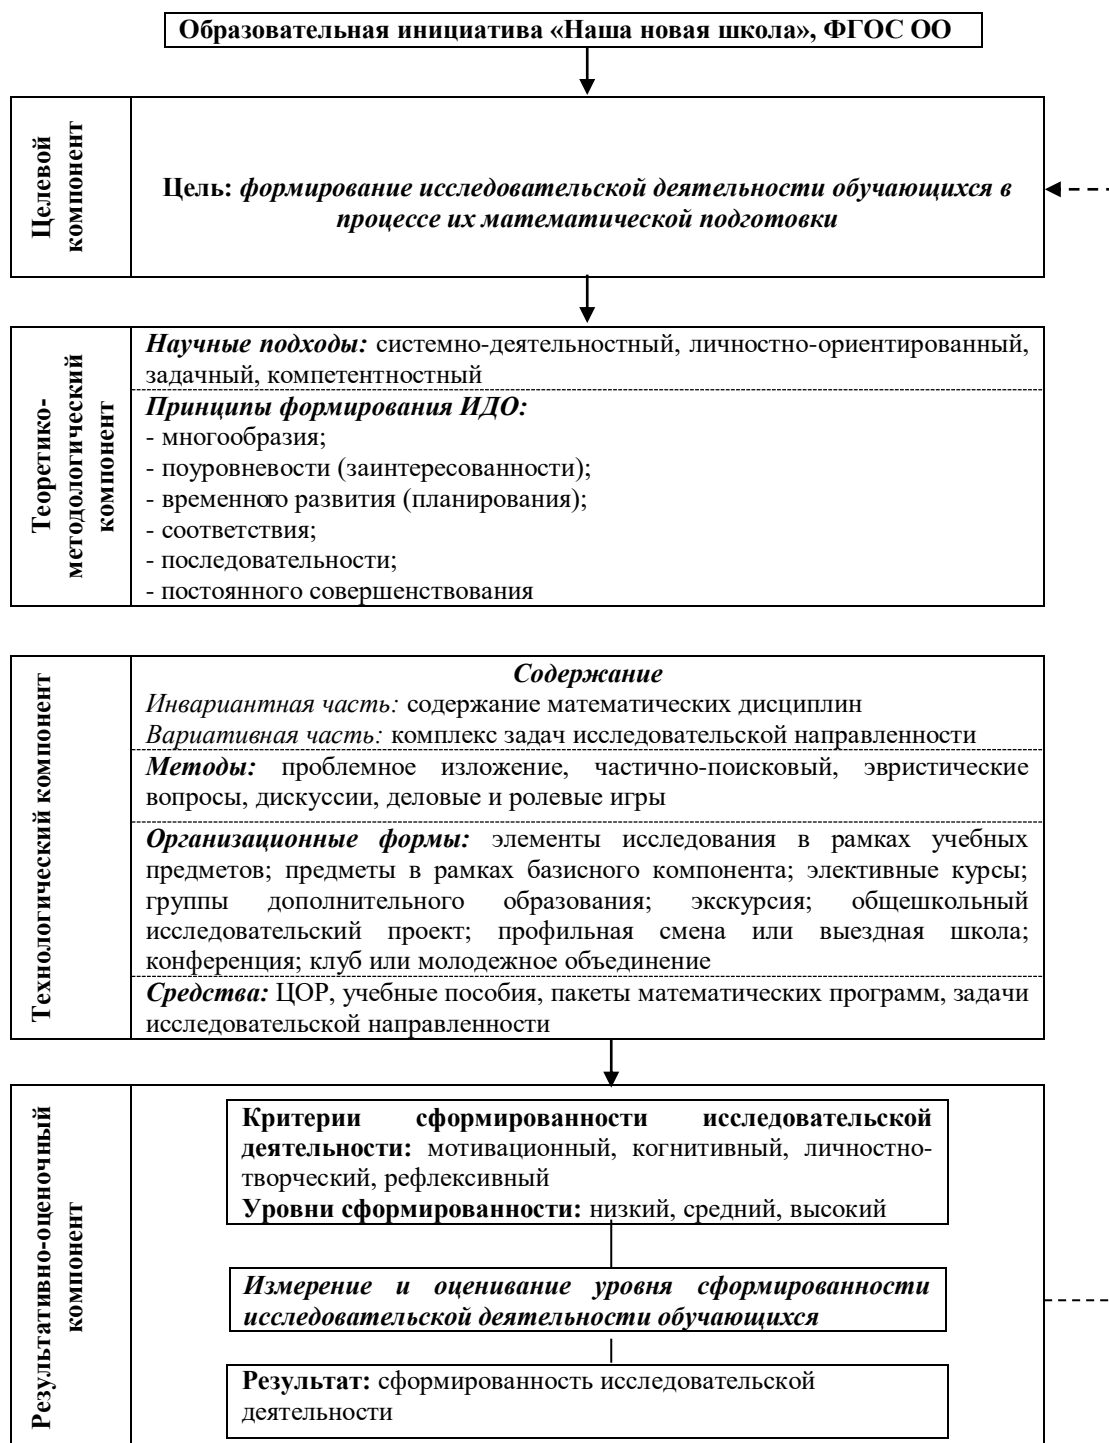 Образовательная инициатива «Наша новая школа», ФГОС ОО
Целевой
компонент
Цель: формирование исследовательской деятельности обучающихся в
процессе их математической подготовки
Теоретико-
методологический
компонент
Научные подходы: системно-деятельностный, личностно-ориентированный,
задачный, компетентностный
Принципы формирования ИДО:
- многообразия;
- поуровневости (заинтересованности);
- временного развития (планирования);
- соответствия;
- последовательности;
- постоянного совершенствования
Технологический компонент
Содержание
Инвариантная часть: содержание математических дисциплин
Вариативная часть: комплекс задач исследовательской направленности
Методы: проблемное изложение, частично-поисковый, эвристические
вопросы, дискуссии, деловые и ролевые игры
Организационные формы: элементы исследования в рамках учебных
предметов; предметы в рамках базисного компонента; элективные курсы;
группы дополнительного образования; экскурсия; общешкольный
исследовательский проект; профильная смена или выездная школа;
конференция; клуб или молодежное объединение
Средства: ЦОР, учебные пособия, пакеты математических программ, задачи
исследовательской направленности
Результативно-оценочный
компонент
Критерии сформированности исследовательской
деятельности: мотивационный, когнитивный, личностно-
творческий, рефлексивный
Уровни сформированности: низкий, средний, высокий
Измерение и оценивание уровня сформированности
исследовательской деятельности обучающихся
Результат: сформированность исследовательской
деятельности